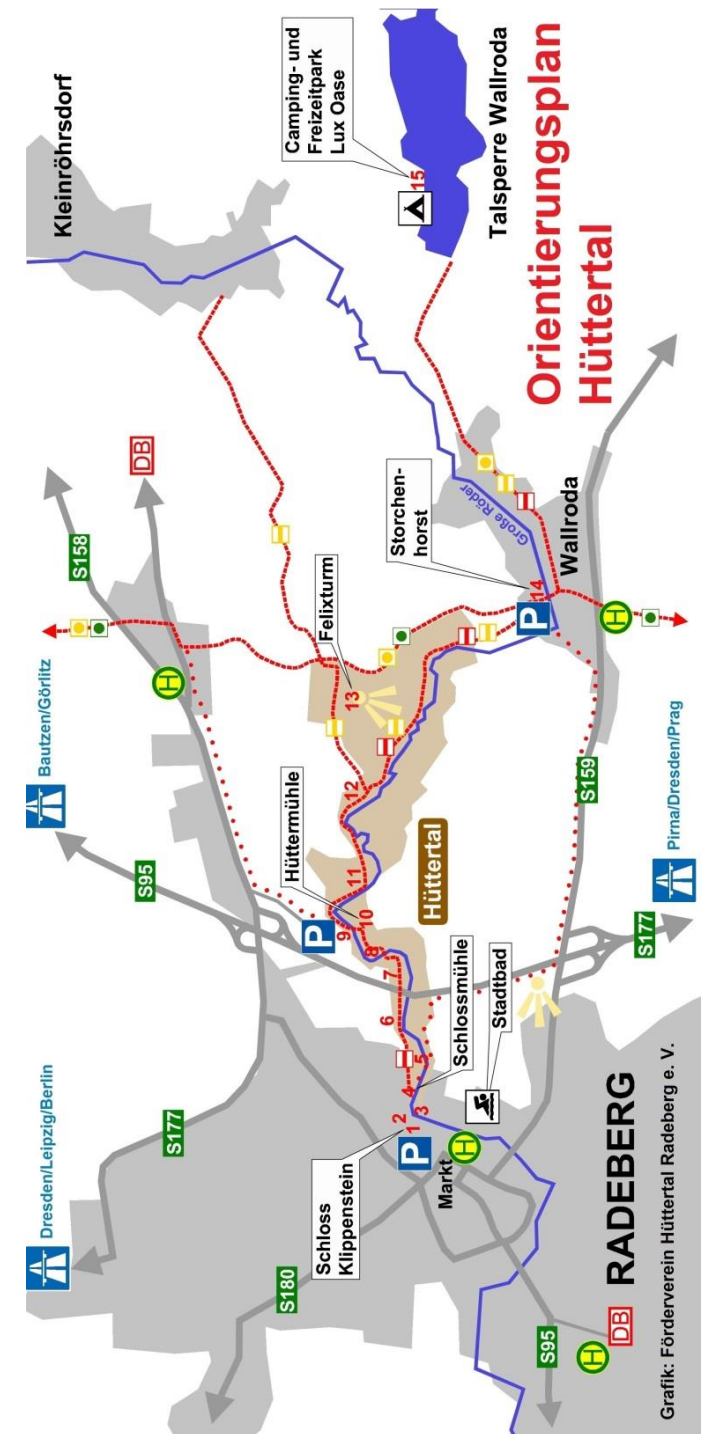 Dresden/Leipzig/Berlin
Bautzen/Görlitz
S177
S95
S158
DB
H
S180
Schloss
Klippenstein
P
Markt
H
1
2
3
4
5
6
7
8
9
10
11
12
13
14
15
P
Hüttermühle
Felixturm
Kleinröhrsdorf
Schlossmühle
Stadtbad
Hüttertal
Storchen-
horst
P
Große Röder
Wallroda
H
Camping- und
Freizeitpark
Lux Oase
Talsperre Wallroda
S159
S177
Pirna/Dresden/Prag
S95
H
DB
RADEBERG
Orientierungsplan
Hüttertal
Grafik: Förderverein Hüttertal Radeberg e. V.